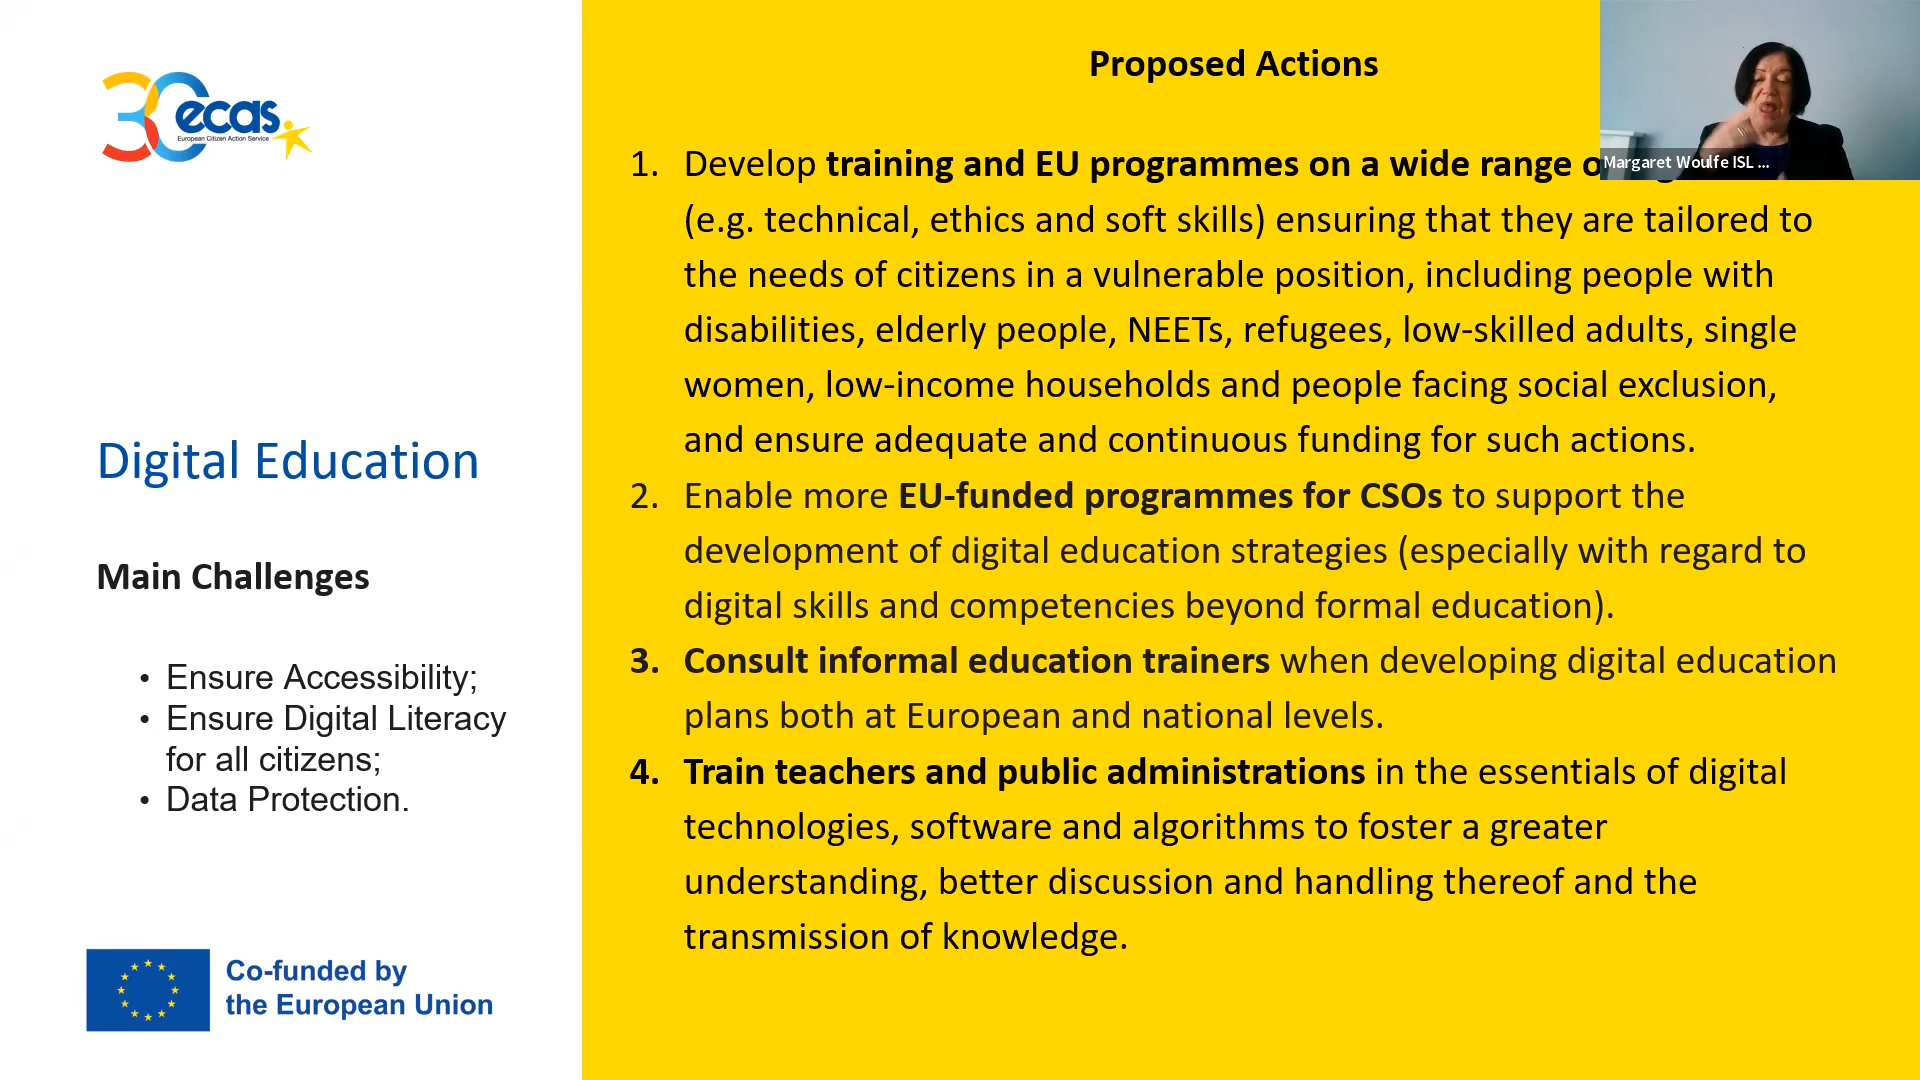 30 ecas
European Citizen Action Service
Digital Education
Main Challenges
• Ensure Accessibility;
• Ensure Digital Literacy
for all citizens;
• Data Protection.
Co-funded by
the European Union
Proposed Actions
1. Develop training and EU programmes on a wide range
(e.g. technical, ethics and soft skills) ensuring that they are tailored to
the needs of citizens in a vulnerable position, including people with
disabilities, elderly people, NEETs, refugees, low-skilled adults, single
women, low-income households and people facing social exclusion,
and ensure adequate and continuous funding for such actions.
2. Enable more EU-funded programmes for CSOs to support the
development of digital education strategies (especially with regard to
digital skills and competencies beyond formal education).
3. Consult informal education trainers when developing digital education
plans both at European and national levels.
4. Train teachers and public administrations in the essentials of digital
technologies, software and algorithms to foster a greater
understanding, better discussion and handling thereof and the
transmission of knowledge.
Margaret Woulfe ISL ...